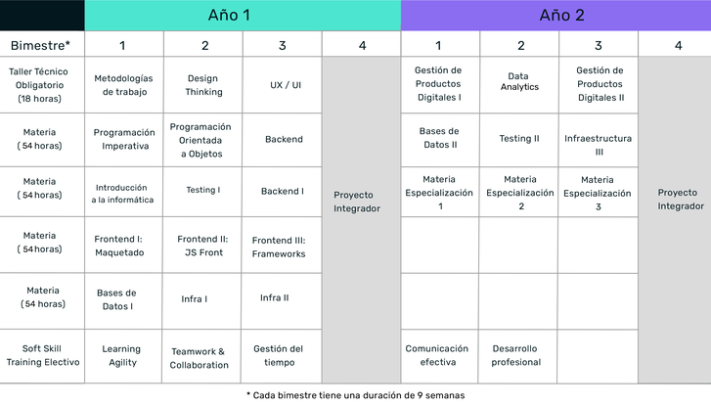 Año 1
Año 2
Bimestre*
1
2
3
4
1
2
3
4
Taller Técnico
Obligatorio
(18 horas)
Metodologías
de trabajo
Design
Thinking
UX / UI
Gestión de
Productos
Digitales I
Data
Analytics
Gestión de
Productos
Digitales II
Materia
( 54 horas)
Programación
Imperativa
Programación
Orientada
a Objetos
Backend
Bases de
Datos II
Testing II
Infraestructura
III
Materia
( 54 horas)
Introducción
a la informática
Testing I
Backend I
Proyecto
Integrador
Materia
Especialización
1
Materia
Especialización
2
Materia
Especialización
3
Proyecto
Integrador
Materia
( 54 horas)
Frontend I:
Maquetado
Frontend II:
JS Front
Frontend III:
Frameworks
Materia
( 54 horas)
Bases de
Datos I
Infra I
Infra II
Soft Skill
Training Electivo
Learning
Agility
Teamwork &
Collaboration
Gestión del
tiempo
Comunicación
efectiva
Desarrollo
profesional
* Cada bimestre tiene una duración de 9 semanas